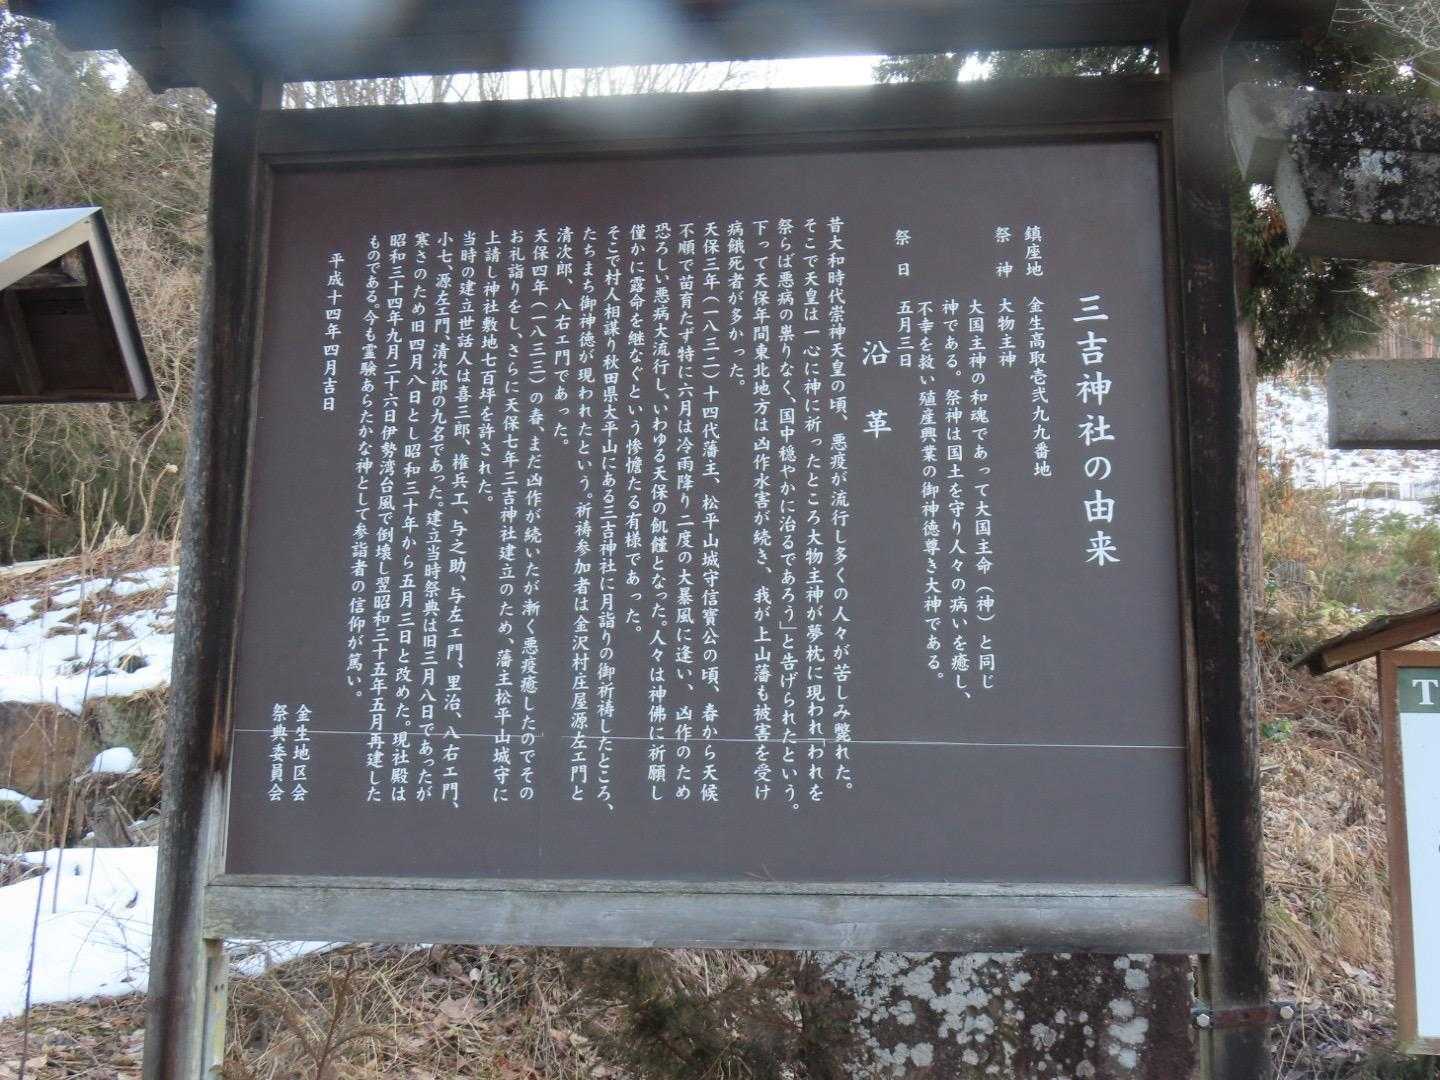 三吉神社の由来
鎮座地 金生高取壱弐九九番地
祭神 大物主神
大国主神の和魂であって大国主命(神)と同じ
神である。祭神は国土を守り人々の病いを癒し、
不幸を救い殖産興業の御神徳尊き大神である。
祭日 五月三日
沿革
昔大和時代崇神天皇の頃、悪疫が流行し多くの人々が苦しみ斃れた。
そこで天皇は一心に神に祈ったところ大物主神が夢枕に現われ「われを
祭らば悪病の祟りなく、国中穏やかに治るであろう」と告げられたという。
下って天保年間東北地方は凶作水害が続き、我が上山藩も被害を受け
病餓死者が多かった。
天保三年(一八三二)十四代藩主、松平山城守信寶公の頃、春から天候
不順で苗育たず特に六月は冷雨降り二度の大暴風に逢い、凶作のため
恐ろしい悪病大流行し、いわゆる天保の飢饉となった。人々は神佛に祈願し
僅かに露命を継なぐという惨憺たる有様であった。
そこで村人相謀り秋田県太平山にある三吉神社に月詣りの御祈祷したところ、
たちまち御神徳が現われたという。祈祷参加者は金沢村庄屋源左エ門と
清次郎、八右エ門であった。
天保四年(一八三三)の春、まだ凶作が続いたが漸く悪疫癒したのでその
お礼詣りをし、さらに天保七年三吉神社建立のため、藩主松平山城守に
上請し神社敷地七百坪を許された。
当時の建立世話人は喜三郎、権兵エ、与之助、与左エ門、里治、八右エ門、
小七、源左エ門、清次郎の九名であった。建立当時祭典は旧三月八日であったが
寒さのため旧四月八日とし昭和三十年から五月三日と改めた。現社殿は
昭和三十四年九月二十六日伊勢湾台風で倒壊し翌昭和三十五年五月再建した
ものである。今も霊験あらたかな神として参詣者の信仰が篤い。
平成十四年四月吉日
金生地区会
祭典委員会
T